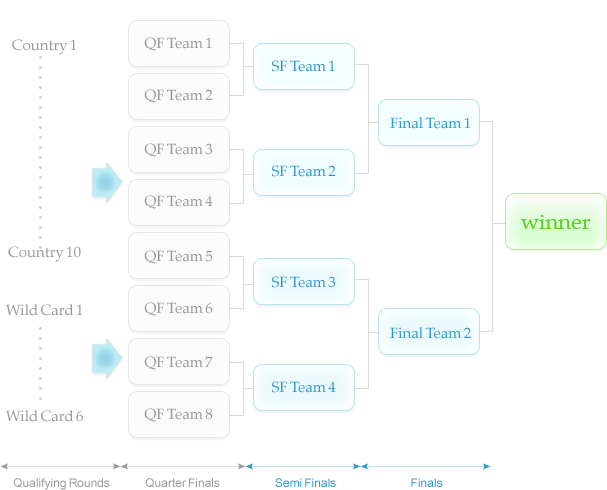 Country 1
Country 10
Wild Card 1
Wild Card 6
QF Team 1
QF Team 2
QF Team 3
QF Team 4
QF Team 5
QF Team 6
QF Team 7
QF Team 8
SF Team 1
SF Team 2
SF Team 3
SF Team 4
Final Team 1
Final Team 2
winner
Qualifying Rounds
Quarter Finals
Semi Finals
Finals